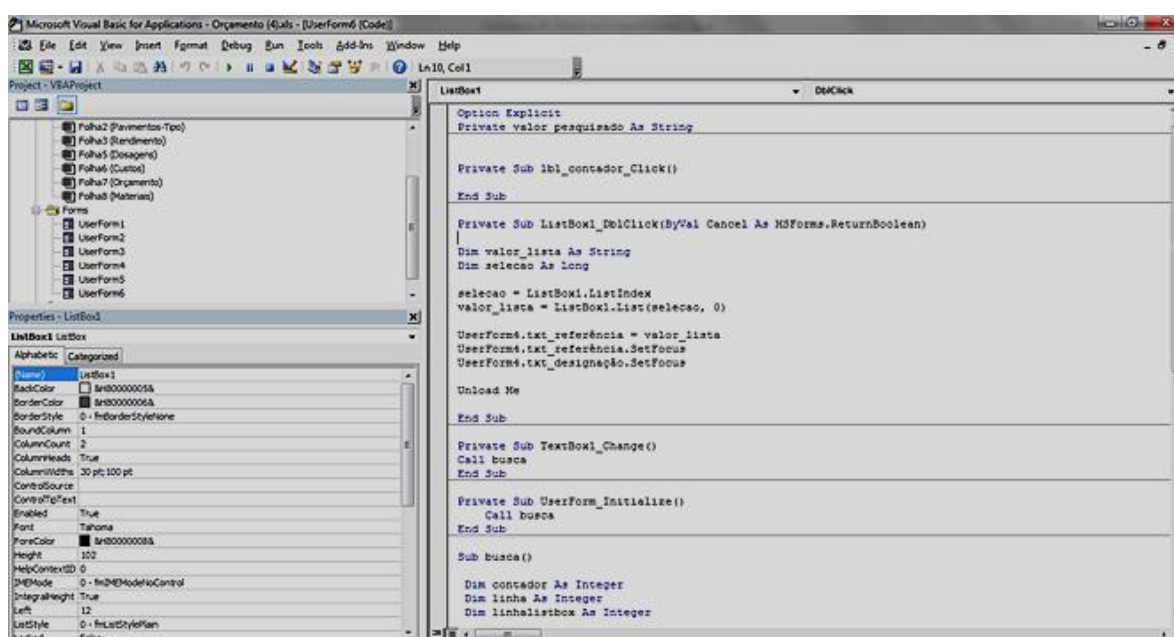 Microsoft Visual Basic for Applications - Orçamento (4).xls - [UserForm6 (Code)]
File Edit View Insert Format Debug Run Tools Add-Ins Window Help
Ln 10, Col 1
Project - VBAProject
Folha2 (Pavimentos-Tipo)
Folha3 (Rendimento)
Folha5 (Dosagens)
Folha6 (Custos)
Folha7 (Orçamento)
Folha8 (Materiais)
Forms
UserForm1
UserForm2
UserForm3
UserForm4
UserForm5
UserForm6
Properties - ListBox1
ListBox1 ListBox
Alphabetic Categorized
(Name) ListBox1
BackColor &H80000005&
BorderColor &H80000006&
BorderStyle 0 - fmBorderStyleNone
BoundColumn 1
ColumnCount 2
ColumnHeads True
ColumnWidths 30 pt;100 pt
ControlSource
ControlTipText
Enabled True
Font Tahoma
ForeColor &H80000008&
Height 102
HelpContextID 0
IMEMode 0 - fmIMEModeNoControl
IntegralHeight True
Left 12
ListStyle 0 - fmListStylePlain
Locked False
ListBox1 DblClick
Option Explicit
Private valor pesquisado As String
Private Sub lbl_contador_Click()
End Sub
Private Sub ListBox1_DblClick(ByVal Cancel As MSForms.ReturnBoolean)
Dim valor_lista As String
Dim selecao As Long
selecao = ListBox1.ListIndex
valor_lista = ListBox1.List(selecao, 0)
UserForm4.txt_referência = valor_lista
UserForm4.txt_referência.SetFocus
UserForm4.txt_designação.SetFocus
Unload Me
End Sub
Private Sub TextBox1_Change()
Call busca
End Sub
Private Sub UserForm_Initialize()
Call busca
End Sub
Sub busca()
Dim contador As Integer
Dim linha As Integer
Dim linhalistbox As Integer